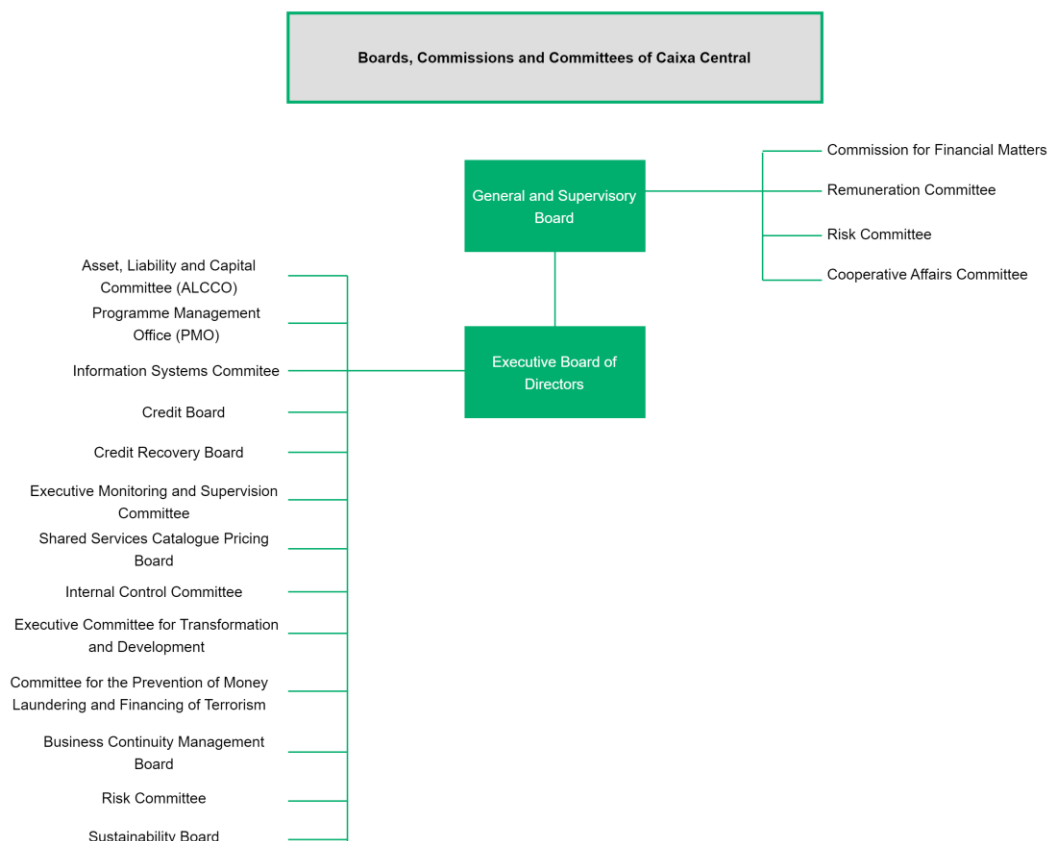 Boards, Commissions and Committees of Caixa Central
General and Supervisory
Board
Commission for Financial Matters
Remuneration Committee
Risk Committee
Cooperative Affairs Committee
Executive Board of
Directors
Asset, Liability and Capital
Committee (ALCCO)
Programme Management
Office (PMO)
Information Systems Commitee
Credit Board
Credit Recovery Board
Executive Monitoring and Supervision
Committee
Shared Services Catalogue Pricing
Board
Internal Control Committee
Executive Committee for Transformation
and Development
Committee for the Prevention of Money
Laundering and Financing of Terrorism
Business Continuity Management
Board
Risk Committee
Sustainability Board